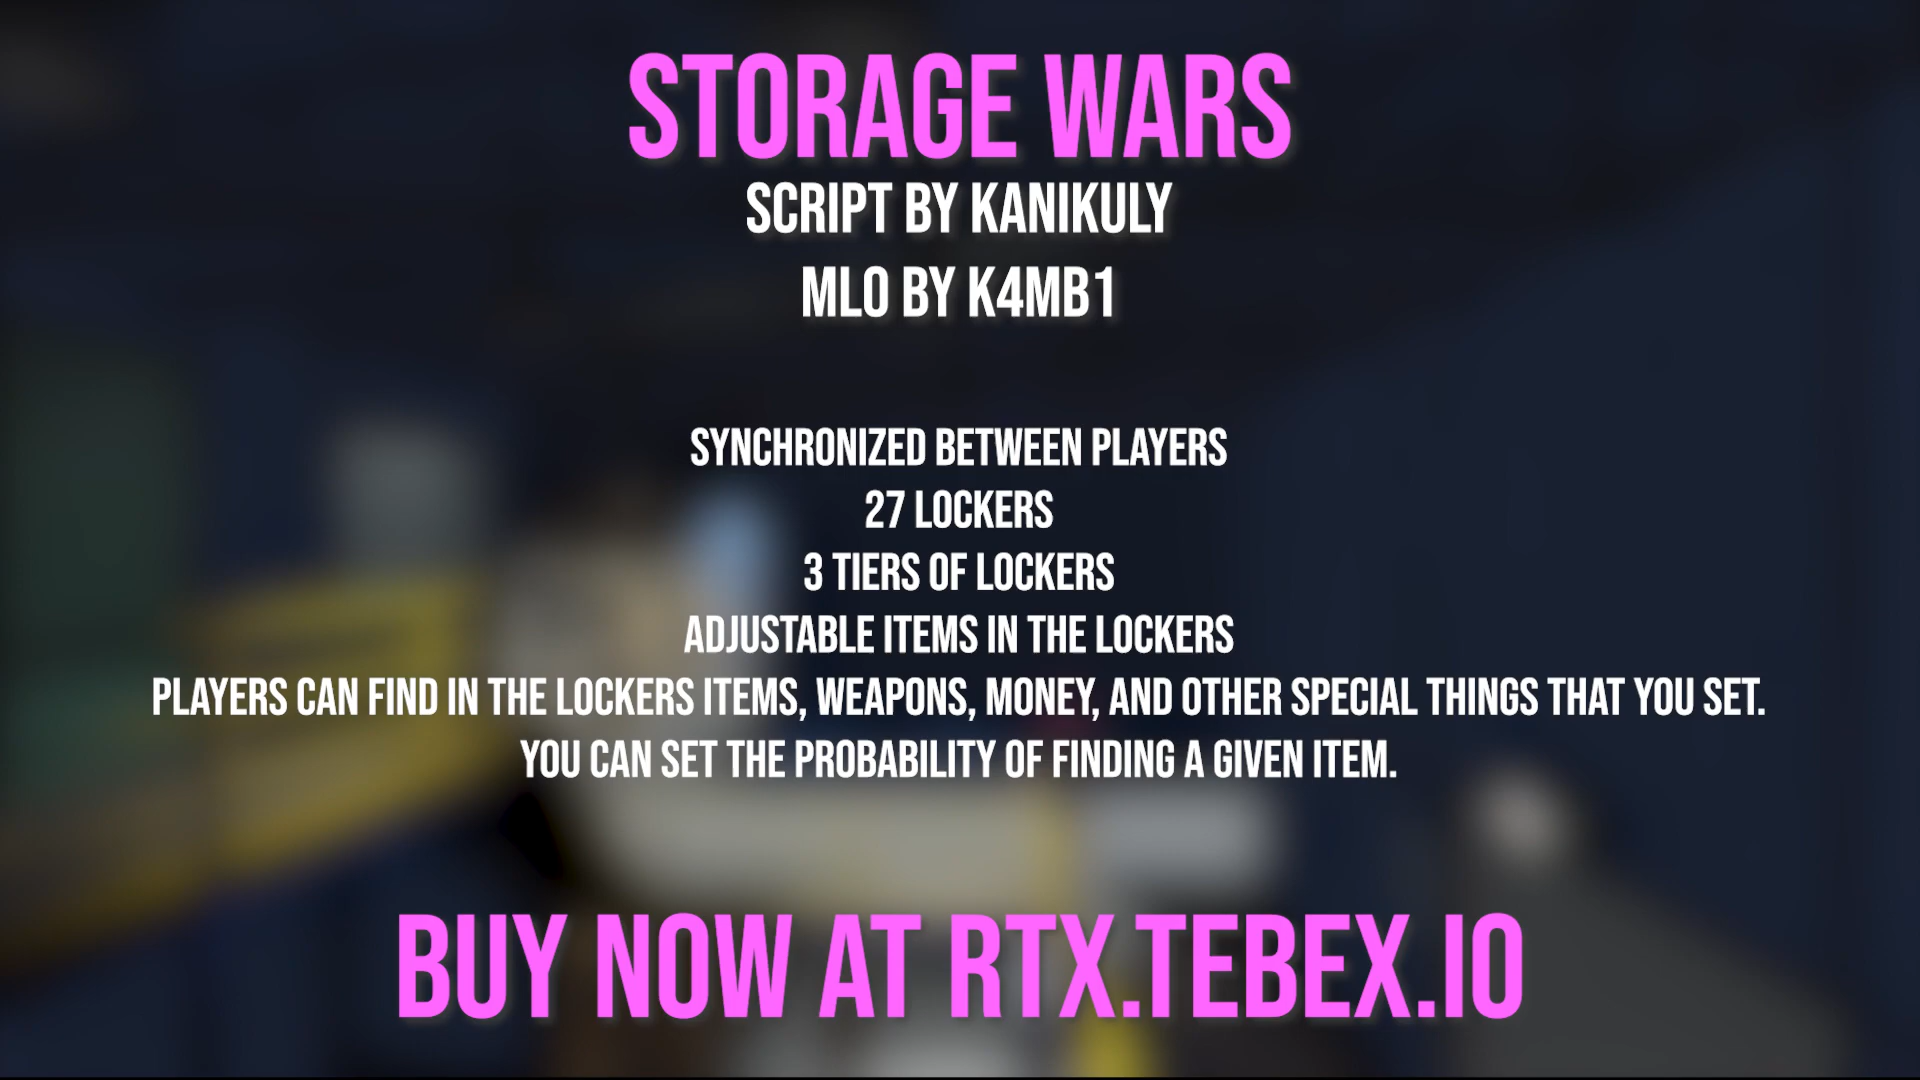 STORAGE WARS
SCRIPT BY KANIKULY
MLO BY K4MB1
SYNCHRONIZED BETWEEN PLAYERS
27 LOCKERS
3 TIERS OF LOCKERS
ADJUSTABLE ITEMS IN THE LOCKERS
PLAYERS CAN FIND IN THE LOCKERS ITEMS, WEAPONS, MONEY, AND OTHER SPECIAL THINGS THAT YOU SET.
YOU CAN SET THE PROBABILITY OF FINDING A GIVEN ITEM.
BUY NOW AT RTX.TEBEX.IO